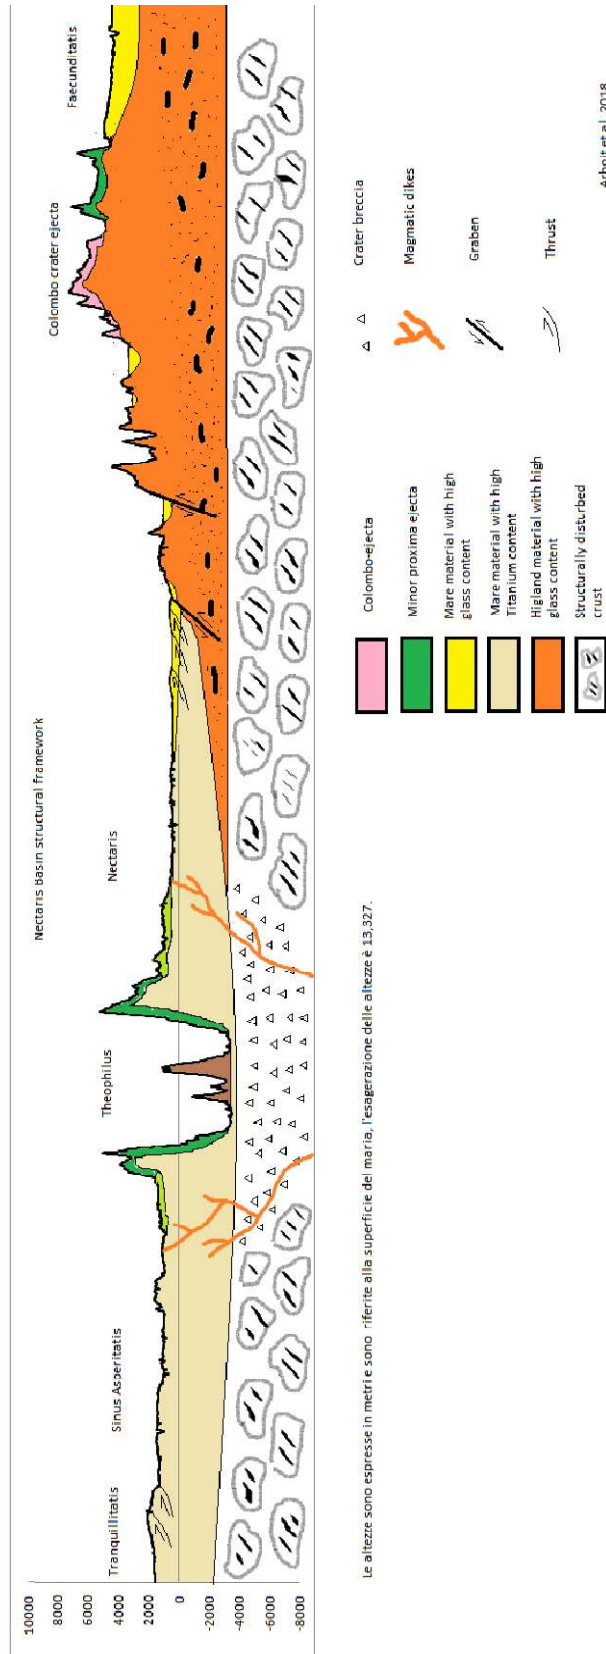 Nectaris Basin structural framework
Tranquillitatis
Sinus Asperitatis
Theophilus
Nectaris
Colombo crater ejecta
Faecunditatis
10000
8000
6000
4000
2000
0
-2000
-4000
-6000
-8000
Le altezze sono espresse in metri e sono riferite alla superficie dei maria, l'esagerazione delle altezze è 13,327.
Colombo-ejecta
Minor proxima ejecta
Mare material with high
glass content
Mare material with high
Titanium content
Higland material with high
glass content
Structurally disturbed
crust
Crater breccia
Magmatic dikes
Graben
Thrust
et al. 2018